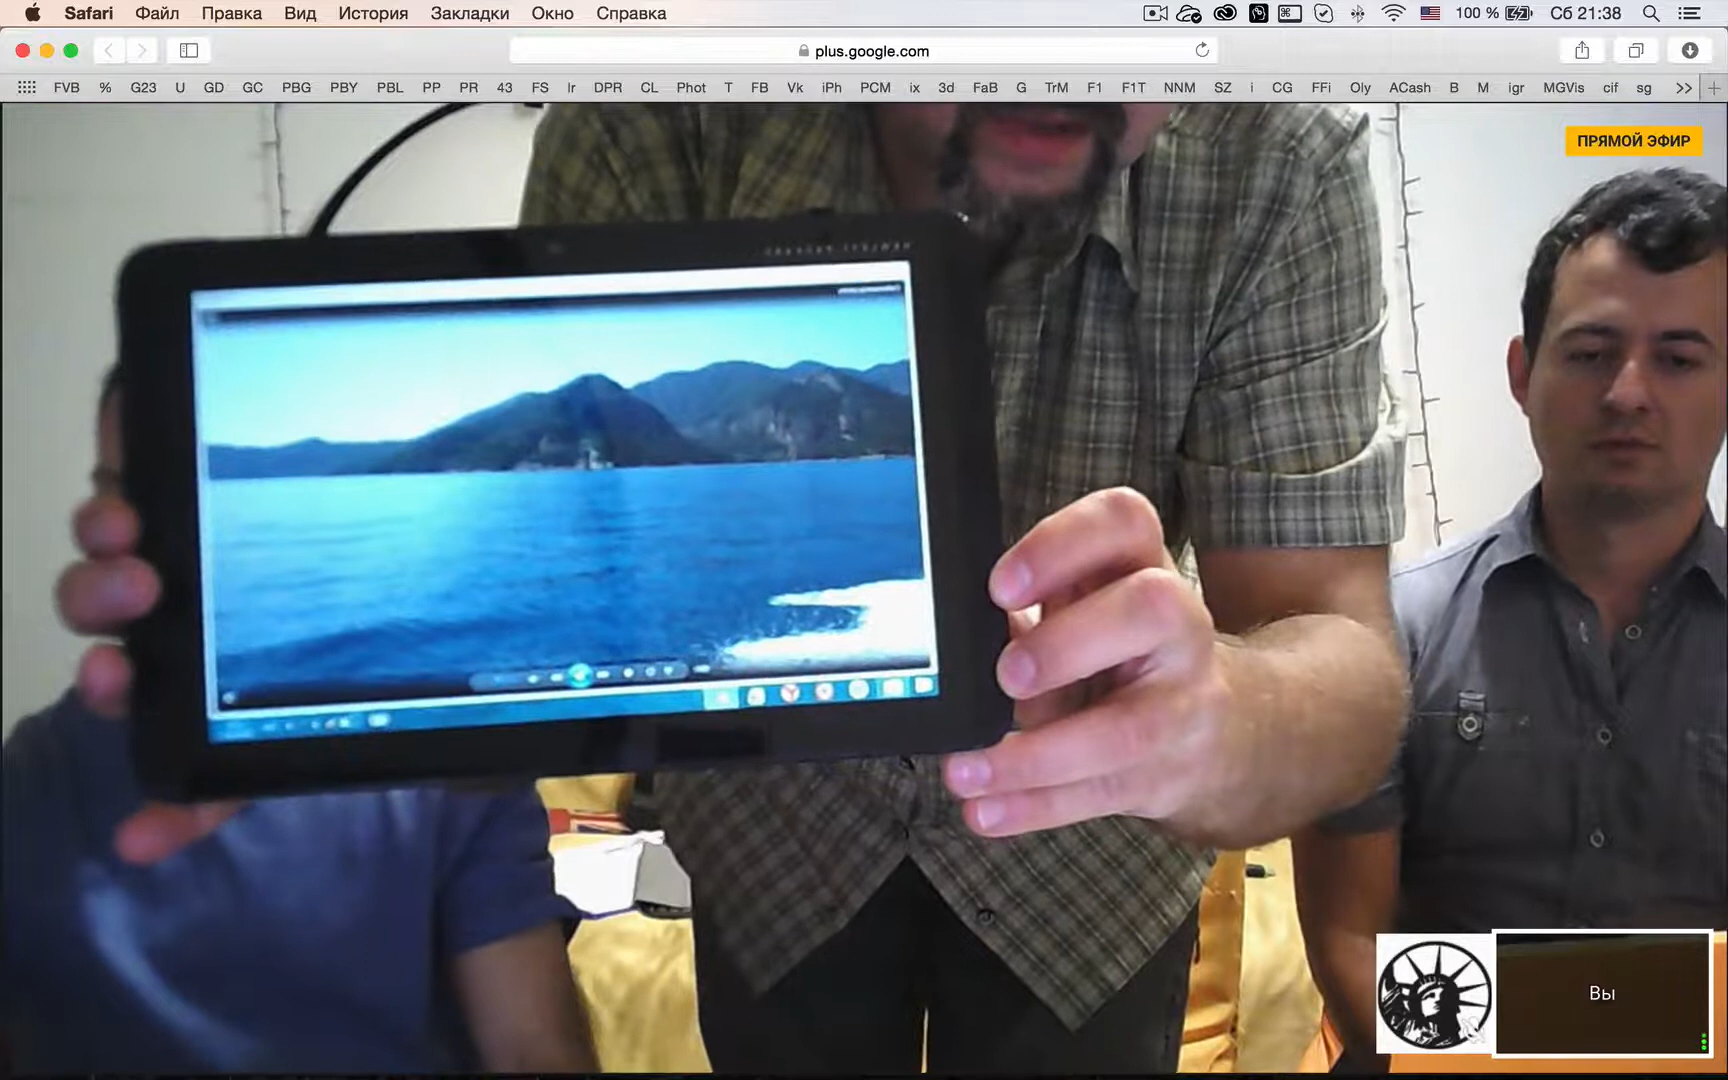 Safari Файл Правка Вид История Закладки Окно Справка 100 % Сб 21:38
plus.google.com
FVB % G23 U GD GC PBG PBY PBL PP PR 43 FS Ir DPR CL Phot T FB Vk iPh PCM ix 3d FaB G TrM F1 F1T NNM SZ i CG FFi Oly ACash B M igr MGVis cif sg >>
ПРЯМОЙ ЭФИР
Вы